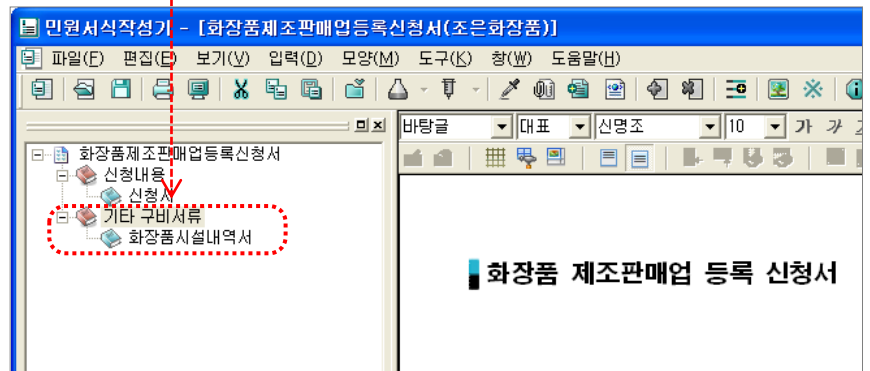 민원서식작성기 - [화장품제조판매업등록신청서(조은화장품)]
파일(F) 편집(E) 보기(V) 입력(D) 모양(M) 도구(K) 창(W) 도움말(H)
바탕글 대표 신명조 10 가 가
화장품제조판매업등록신청서
신청내용
신청서
기타 구비서류
화장품시설내역서
화장품 제조판매업 등록 신청서